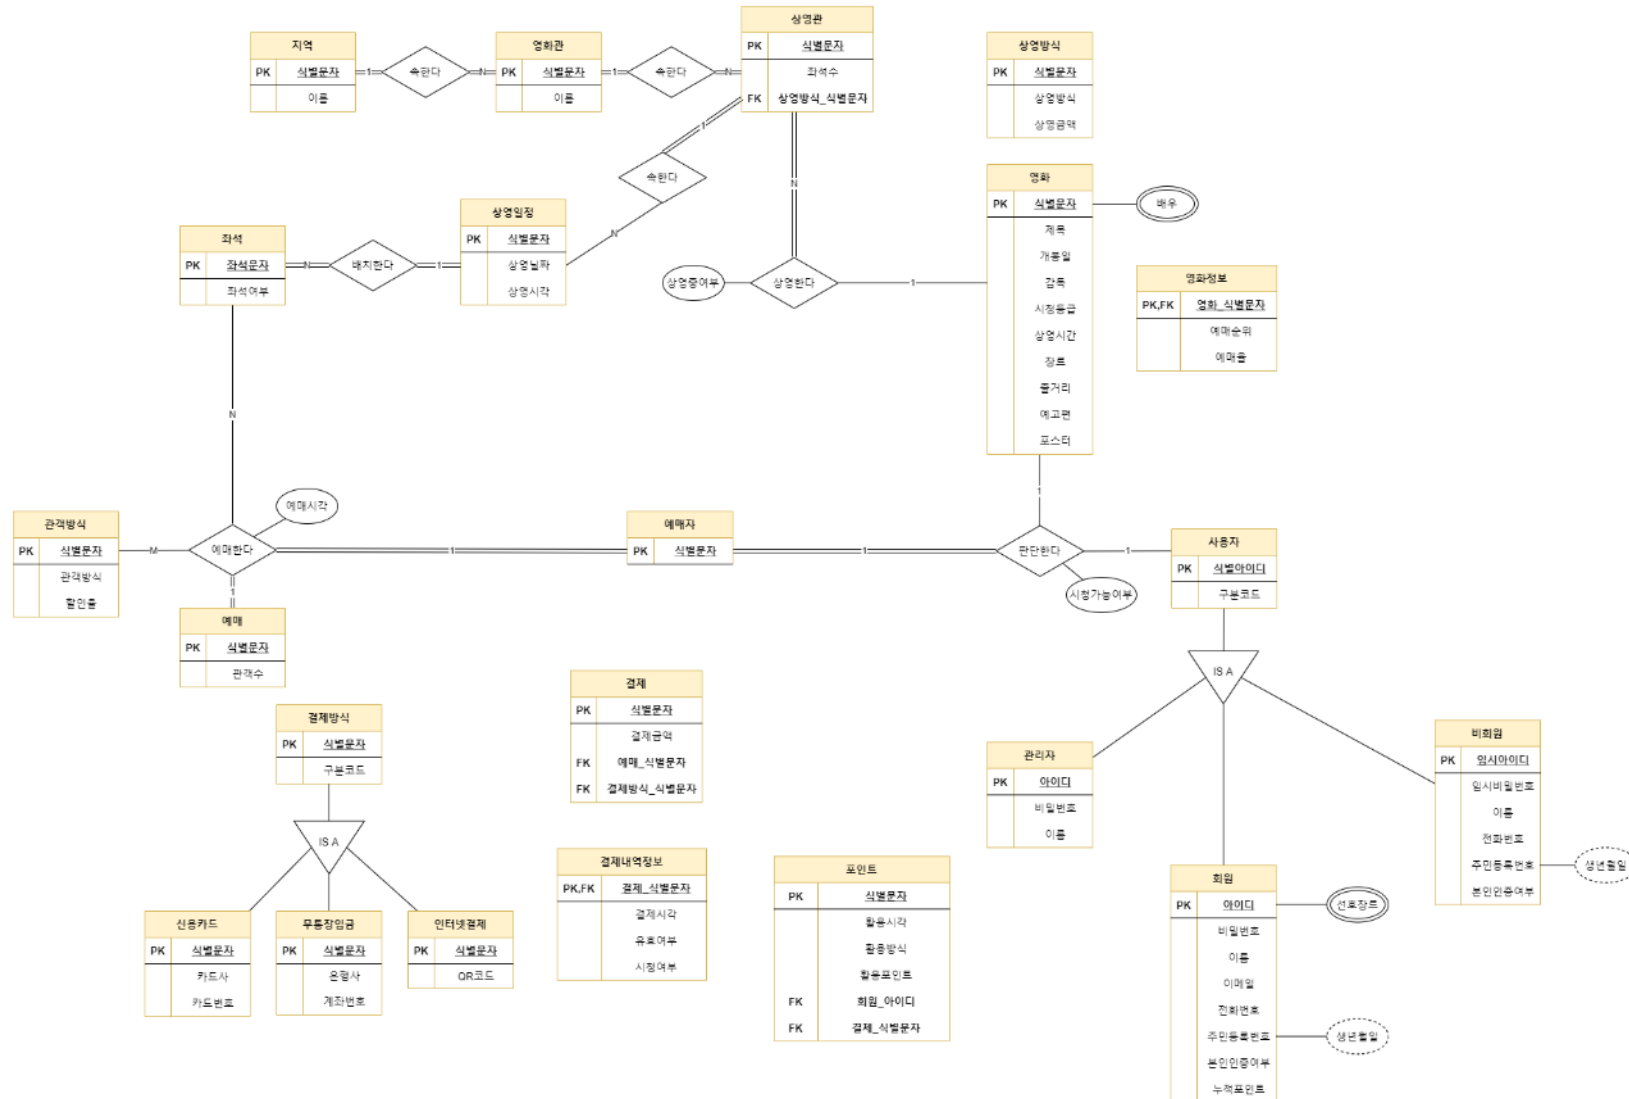 지역
PK 식별문자
이름
1
속한다
N
영화관
PK 식별문자
이름
1
속한다
N
상영관
PK 식별문자
좌석수
FK 상영방식_식별문자
상영방식
PK 식별문자
상영방식
상영금액
1
속한다
N
N
상영한다
상영중여부
1
영화
PK 식별문자
제목
개봉일
감독
시청등급
상영시간
장르
줄거리
예고편
포스터
배우
영화정보
PK,FK 영화_식별문자
예매순위
예매율
좌석
PK 좌석문자
좌석여부
N
배치한다
1
상영일정
PK 식별문자
상영날짜
상영시각
N
관객방식
PK 식별문자
관객방식
할인율
M
예매한다
예매시각
1
예매
PK 식별문자
관객수
1
예매자
PK 식별문자
1
판단한다
시청가능여부
1
1
사용자
PK 식별아이디
구분코드
IS A
관리자
PK 아이디
비밀번호
이름
회원
PK 아이디
비밀번호
이름
이메일
전화번호
주민등록번호
본인인증여부
누적포인트
선호장르
생년월일
비회원
PK 임시아이디
임시비밀번호
이름
전화번호
주민등록번호
본인인증여부
생년월일
결제방식
PK 식별문자
구분코드
IS A
신용카드
PK 식별문자
카드사
카드번호
무통장입금
PK 식별문자
은행사
계좌번호
인터넷결제
PK 식별문자
QR코드
결제
PK 식별문자
결제금액
FK 예매_식별문자
FK 결제방식_식별문자
결제내역정보
PK,FK 결제_식별문자
결제시각
유효여부
시청여부
포인트
PK 식별문자
활용시각
활용방식
활용포인트
FK 회원_아이디
FK 결제_식별문자